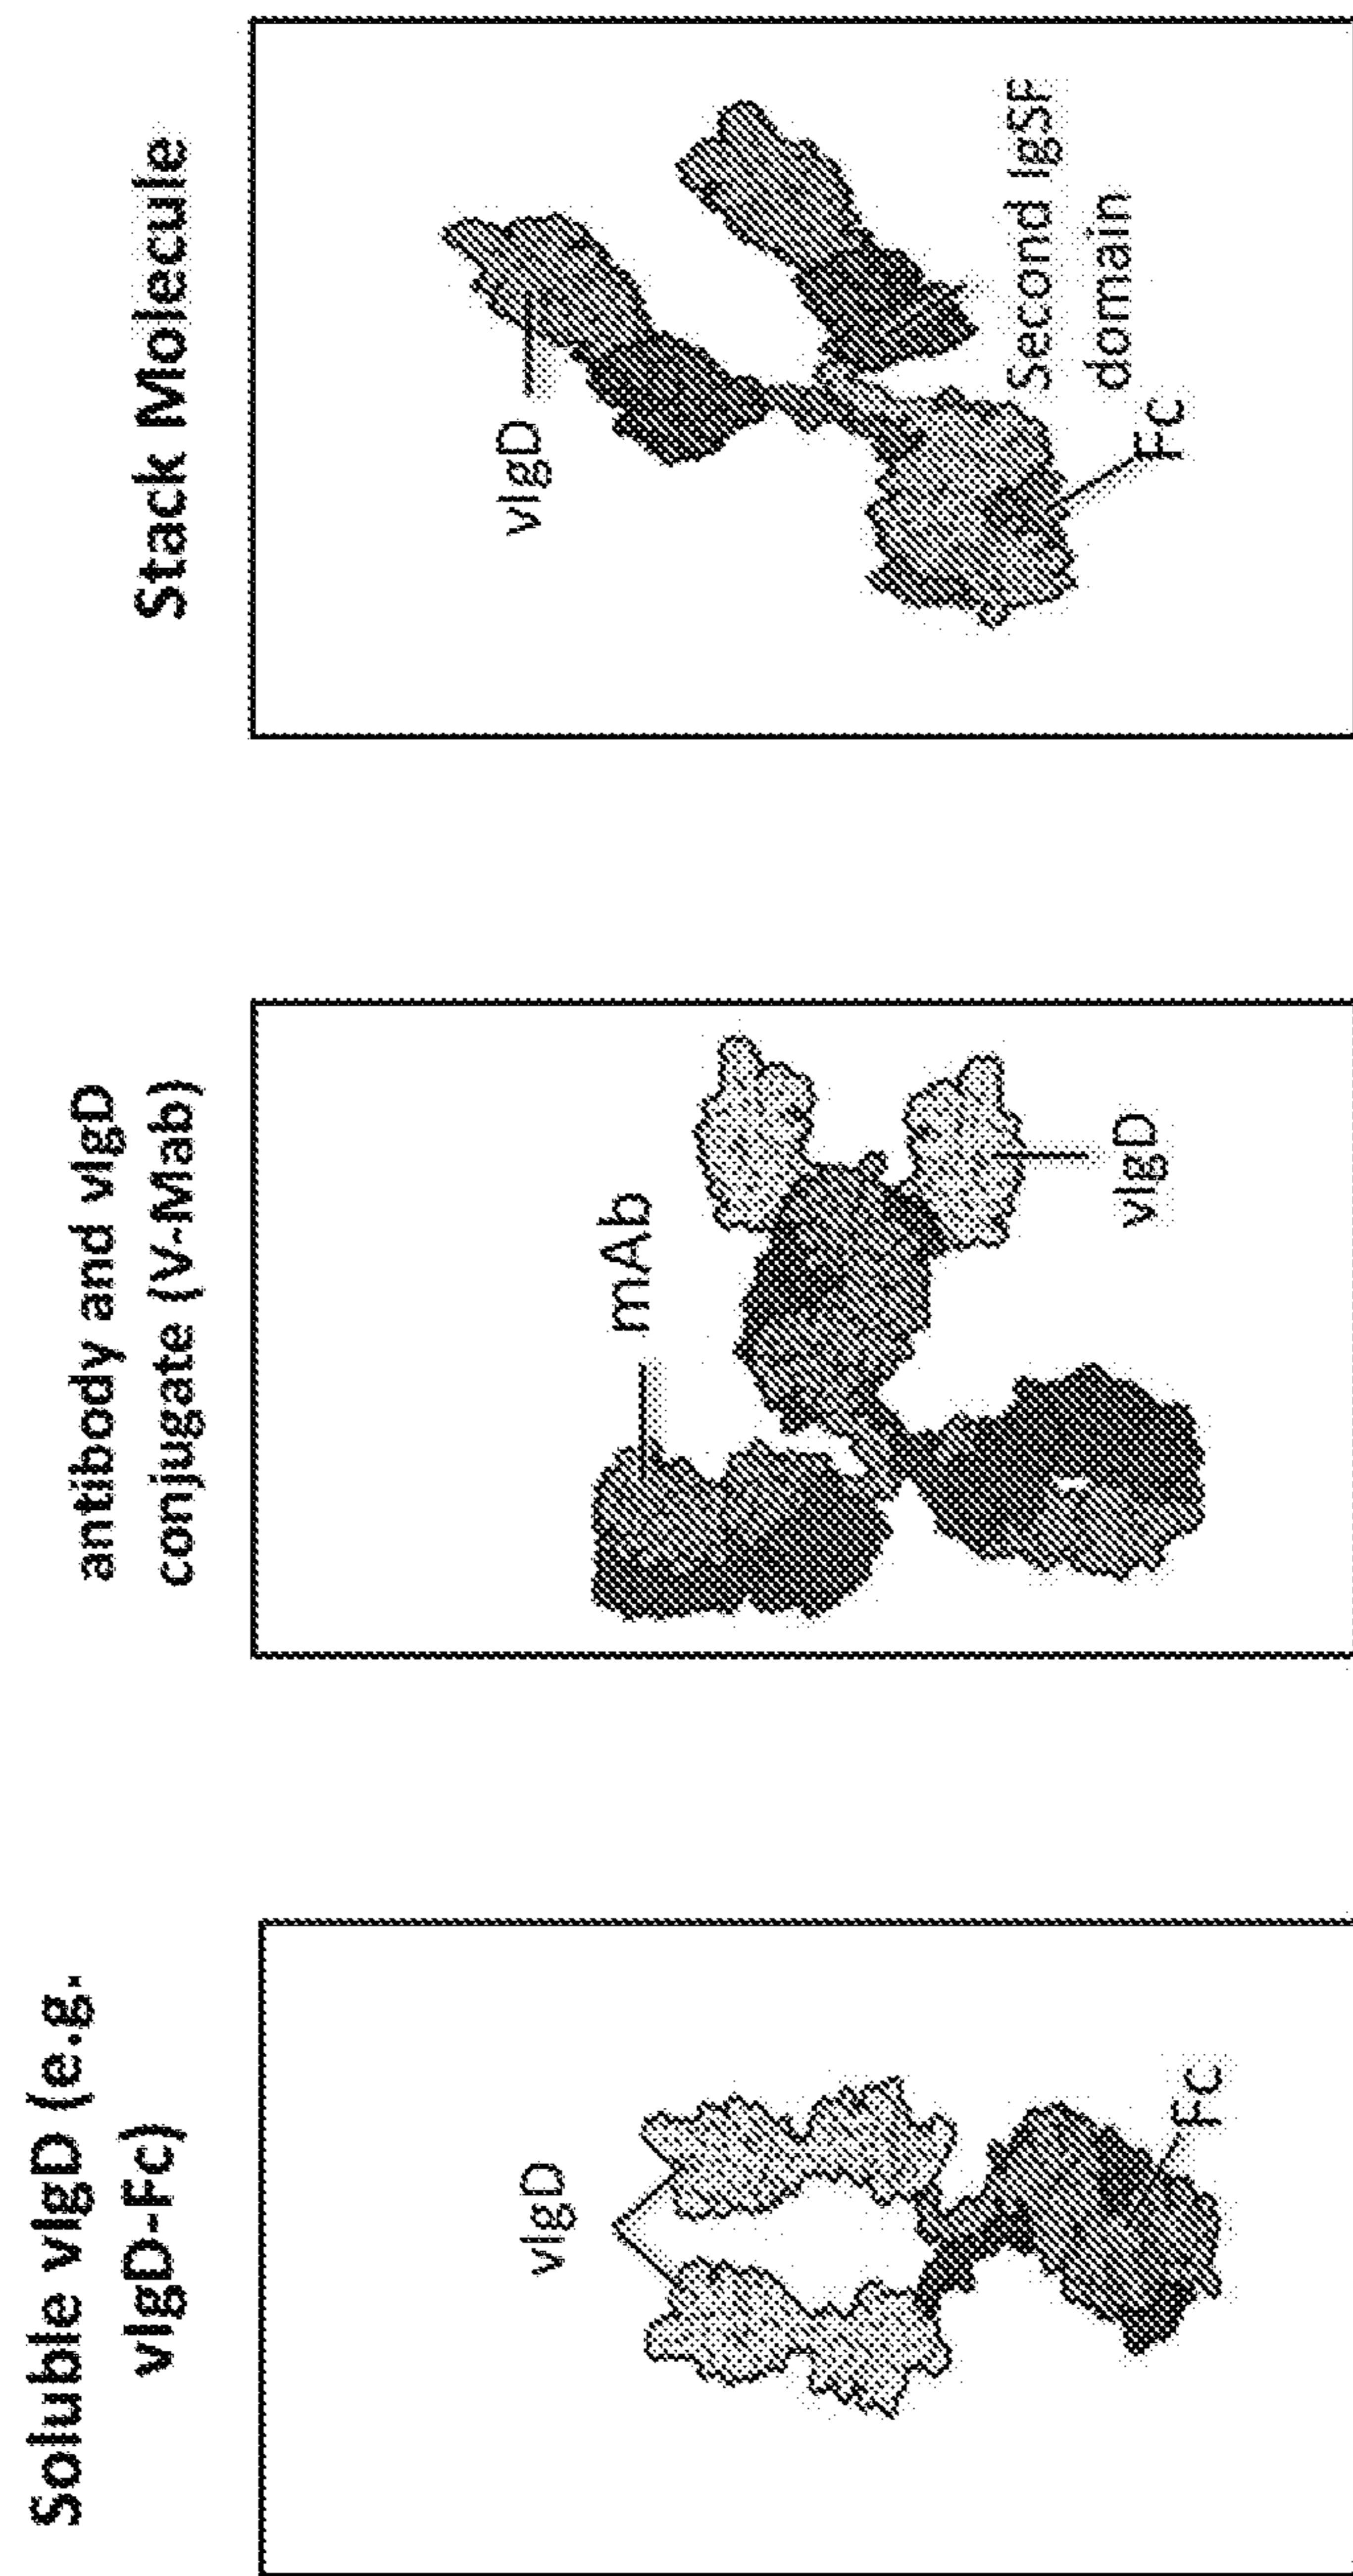 Soluble vIgD (e.g.
vIgD-Fc)
vIgD
Fc
antibody and vIgD
conjugate (V-Mab)
mAb
vIgD
Stack Molecule
vIgD
Second IgSF
domain
Fc